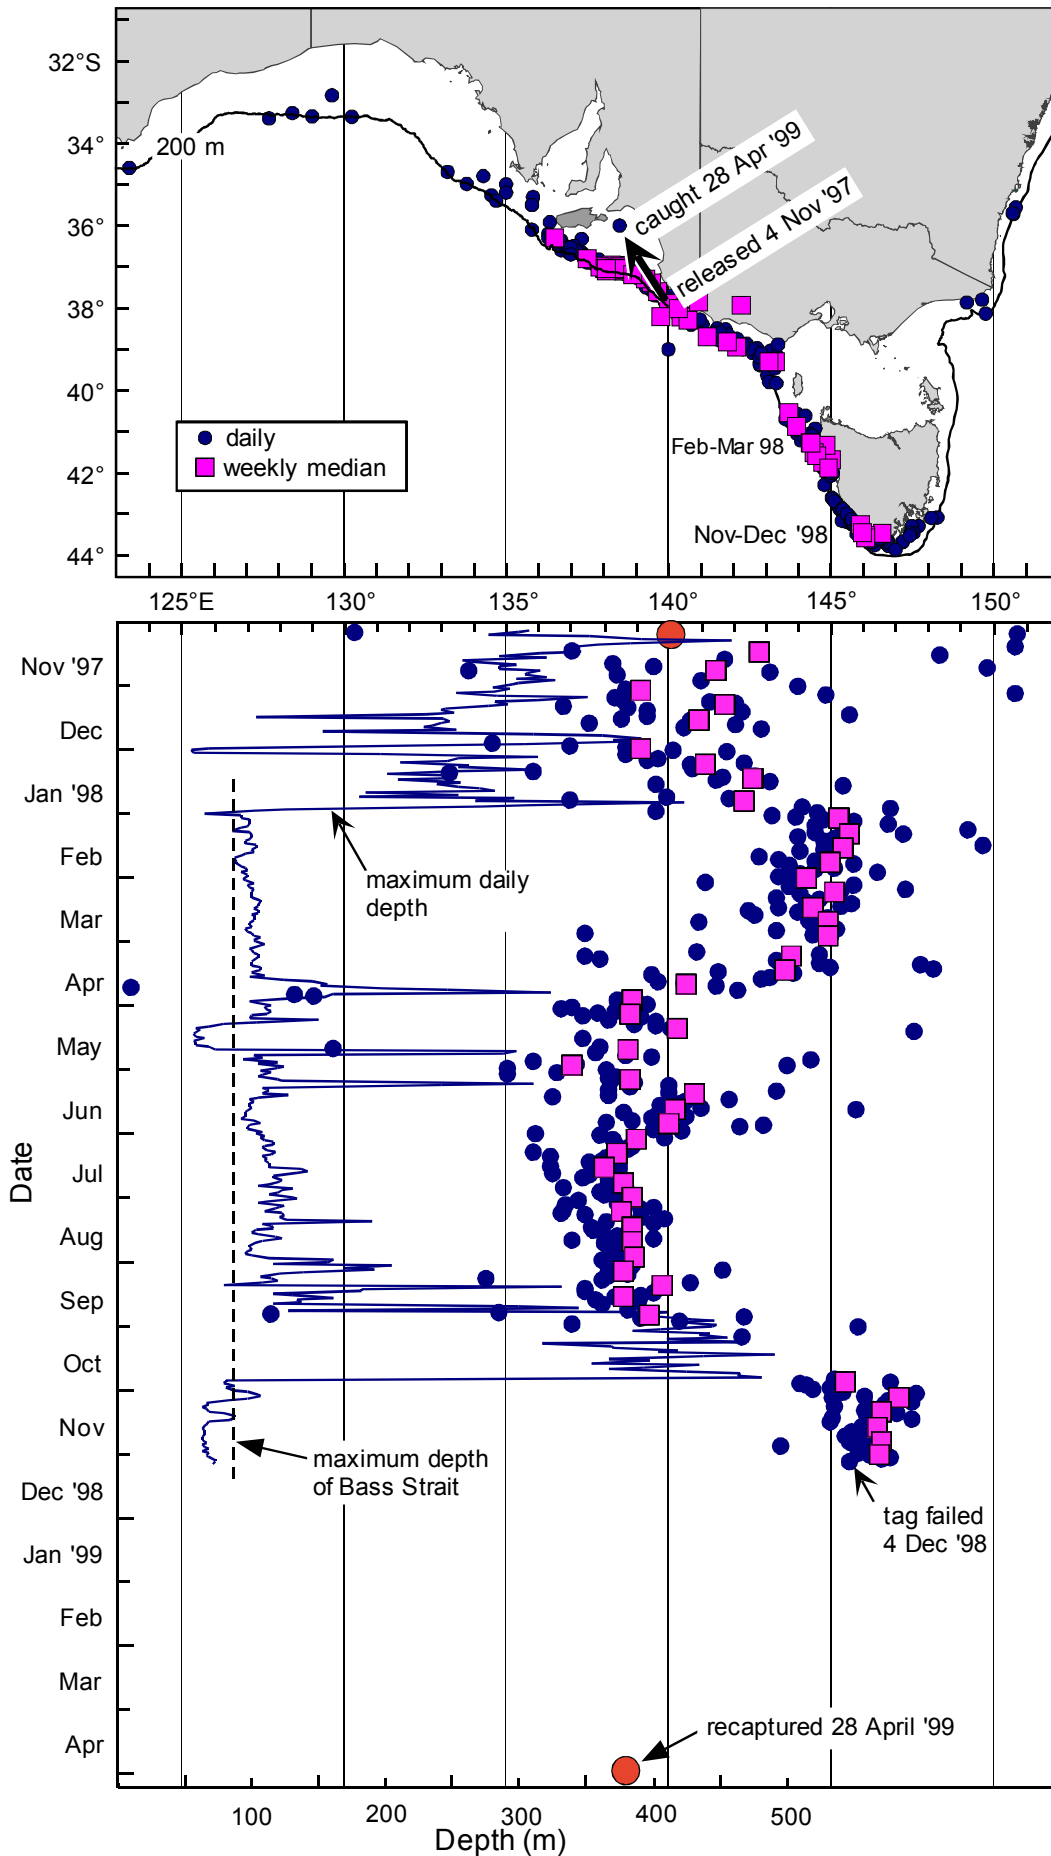 32°S
34°
36°
38°
40°
42°
44°
200 m
caught 28 Apr '99
released 4 Nov '97
daily
weekly median
Feb-Mar 98
Nov-Dec '98
125°E
130°
135°
140°
145°
150°
Date
Nov '97
Dec
Jan '98
Feb
Mar
Apr
May
Jun
Jul
Aug
Sep
Oct
Nov
Dec '98
Jan '99
Feb
Mar
Apr
maximum daily
depth
maximum depth
of Bass Strait
tag failed
4 Dec '98
recaptured 28 April '99
100
200
300
400
500
Depth (m)